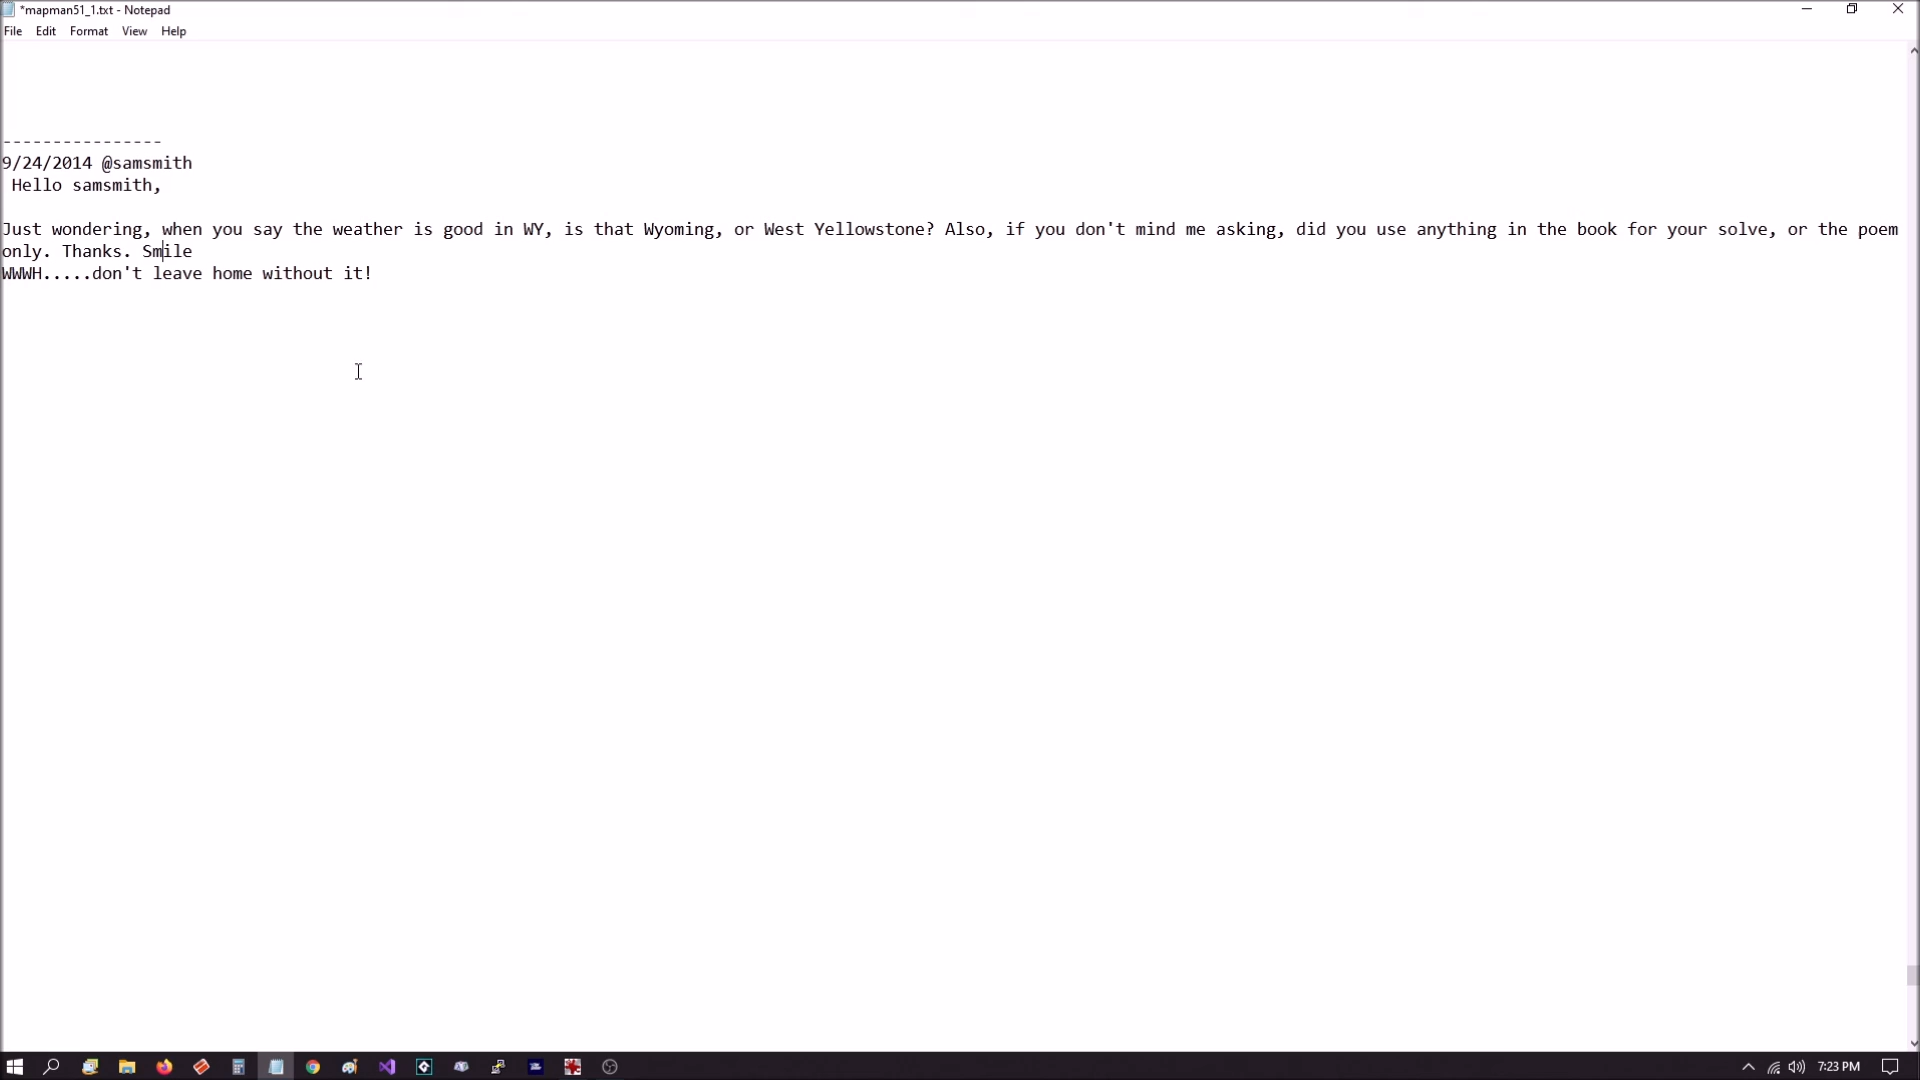 *mapman51_1.txt - Notepad
File Edit Format View Help
----------------
9/24/2014 @samsmith
Hello samsmith,
Just wondering, when you say the weather is good in WY, is that Wyoming, or West Yellowstone? Also, if you don't mind me asking, did you use anything in the book for your solve, or the poem
only. Thanks. Smile
WWWH.....don't leave home without it!
7:23 PM